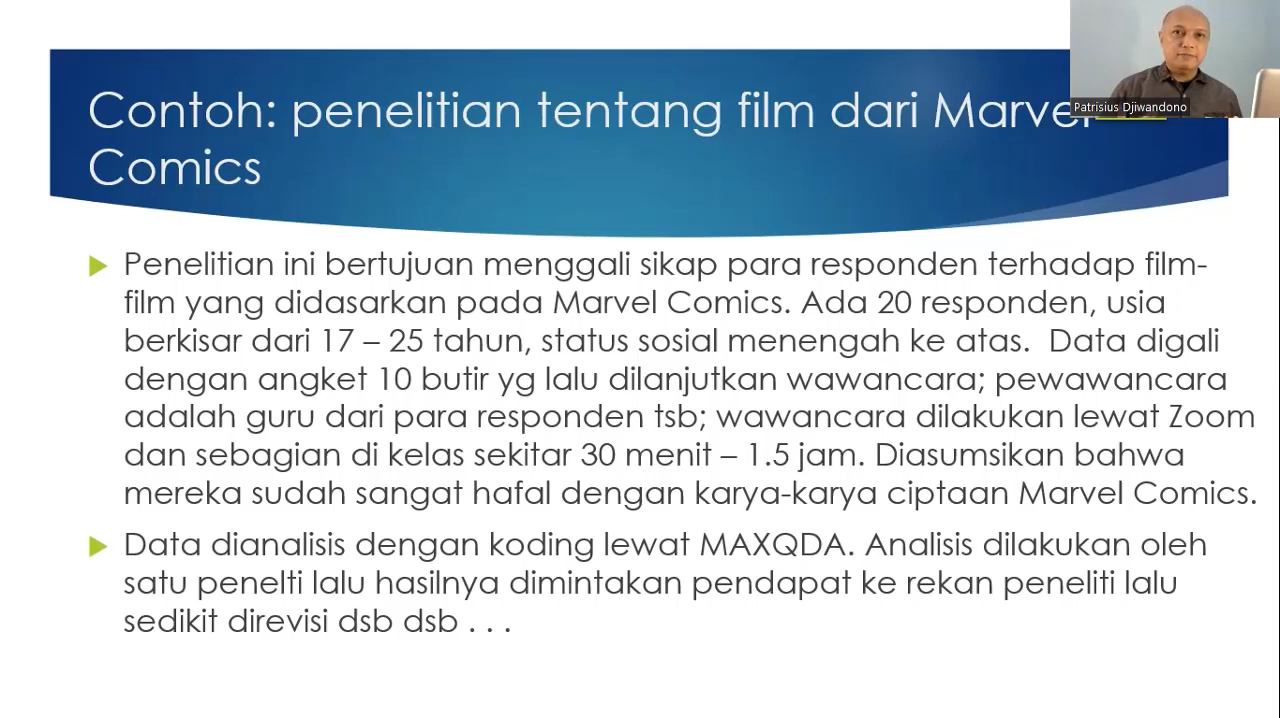 Contoh: penelitian tentang film dari Marvel
Comics
Patrisius Djiwandono
Penelitian ini bertujuan menggali sikap para responden terhadap film-
film yang didasarkan pada Marvel Comics. Ada 20 responden, usia
berkisar dari 17 – 25 tahun, status sosial menengah ke atas.  Data digali
dengan angket 10 butir yg lalu dilanjutkan wawancara; pewawancara
adalah guru dari para responden tsb; wawancara dilakukan lewat Zoom
dan sebagian di kelas sekitar 30 menit – 1.5 jam. Diasumsikan bahwa
mereka sudah sangat hafal dengan karya-karya ciptaan Marvel Comics.
Data dianalisis dengan koding lewat MAXQDA. Analisis dilakukan oleh
satu penelti lalu hasilnya dimintakan pendapat ke rekan peneliti lalu
sedikit direvisi dsb dsb . . .